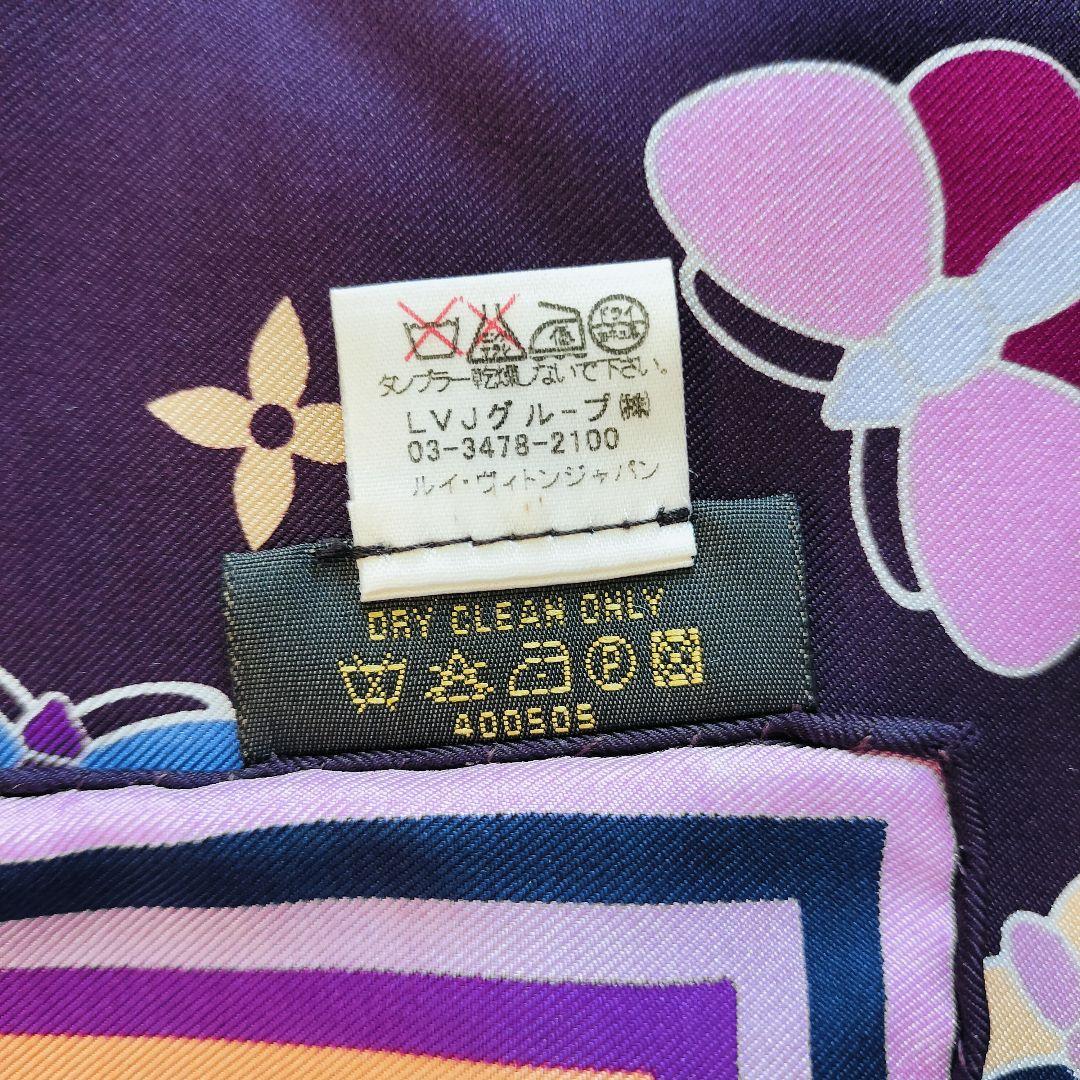 タンブラー乾燥しないで下さい。
LVJグループ㈱
03-3478-2100
ルイ・ヴィトンジャパン
DRY CLEAN ONLY
P
A00505